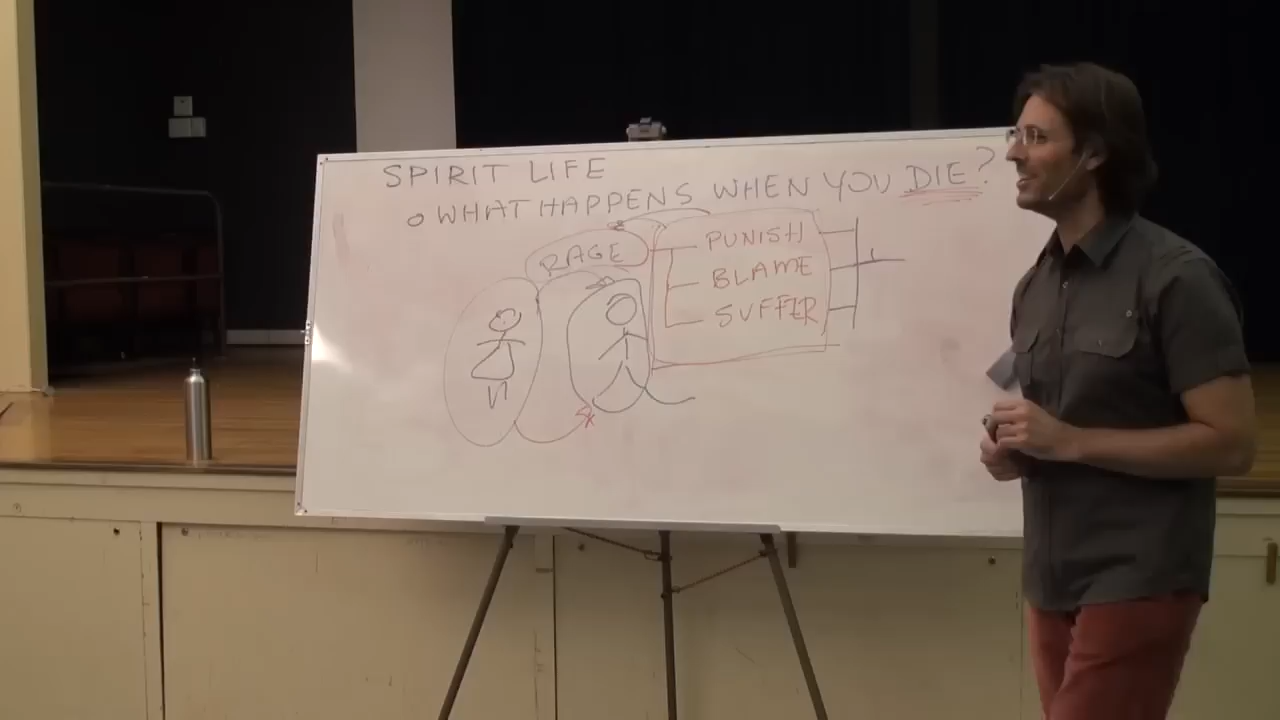 SPIRIT LIFE
o WHAT HAPPENS WHEN YOU DIE?
RAGE
PUNISH
BLAME
SUFFER